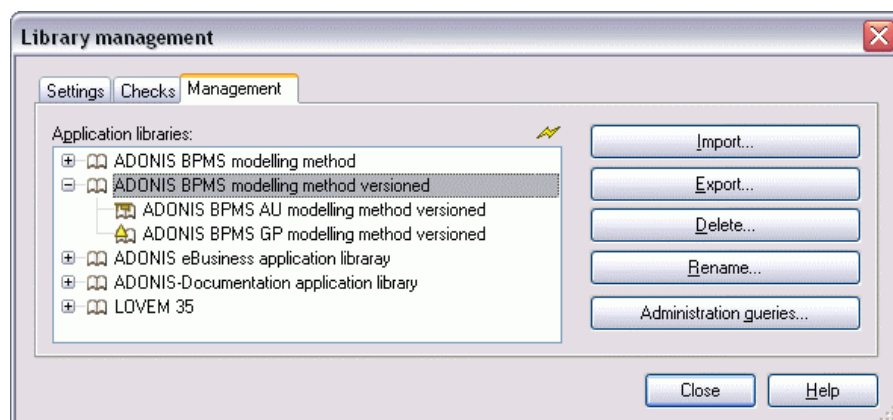 Library management
Settings
Checks
Management
Application libraries:
ADONIS BPMS modelling method
ADONIS BPMS modelling method versioned
ADONIS BPMS AU modelling method versioned
ADONIS BPMS GP modelling method versioned
ADONIS eBusiness application libraray
ADONIS-Documentation application library
LOVEM 35
Import...
Export...
Delete...
Rename...
Administration queries...
Close
Help